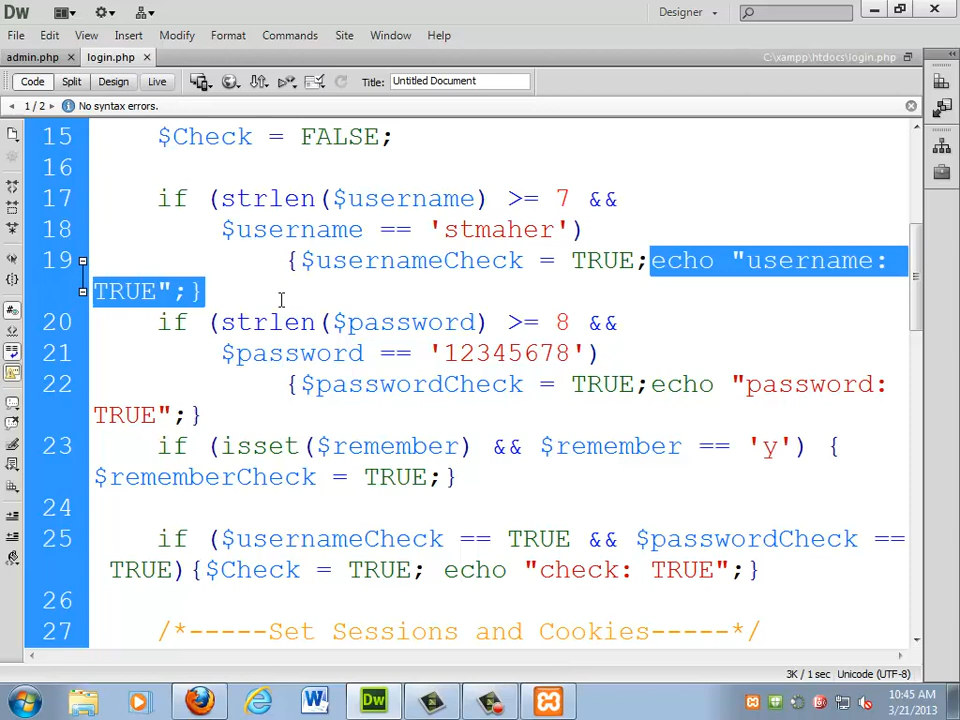 Dw
Designer
File Edit View Insert Modify Format Commands Site Window Help
admin.php × login.php ×
C:\xampp\htdocs\login.php
Code Split Design Live Title: Untitled Document
1/2 No syntax errors.
15 $Check = FALSE;
16
17 if (strlen($username) >= 7 &&
18 $username == 'stmaher')
19 {$usernameCheck = TRUE;echo "username:
TRUE";}
20 if (strlen($password) >= 8 &&
21 $password == '12345678')
22 {$passwordCheck = TRUE;echo "password:
TRUE";}
23 if (isset($remember) && $remember == 'y') {
$rememberCheck = TRUE;}
24
25 if ($usernameCheck == TRUE && $passwordCheck ==
TRUE){$Check = TRUE; echo "check: TRUE";}
26
27 /*-----Set Sessions and Cookies-----*/
3K / 1 sec Unicode (UTF-8)
W Dw
10:45 AM
3/21/2013